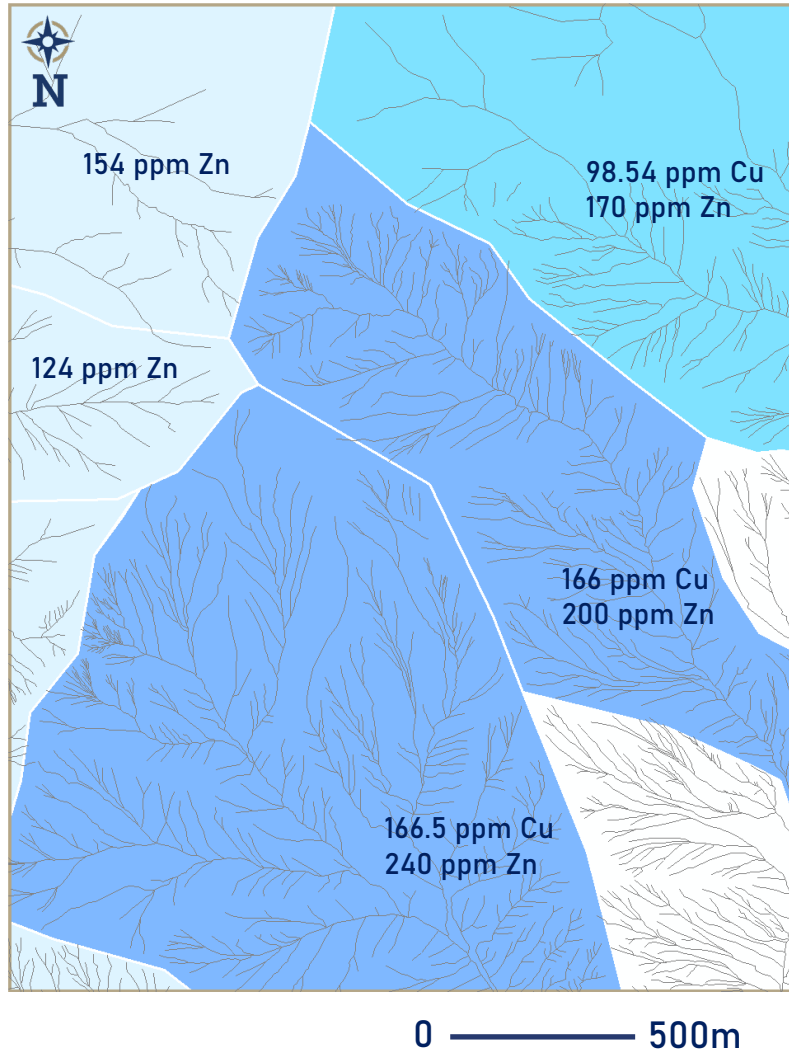 N
154 ppm Zn
98.54 ppm Cu
170 ppm Zn
124 ppm Zn
166 ppm Cu
200 ppm Zn
166.5 ppm Cu
240 ppm Zn
0 500m